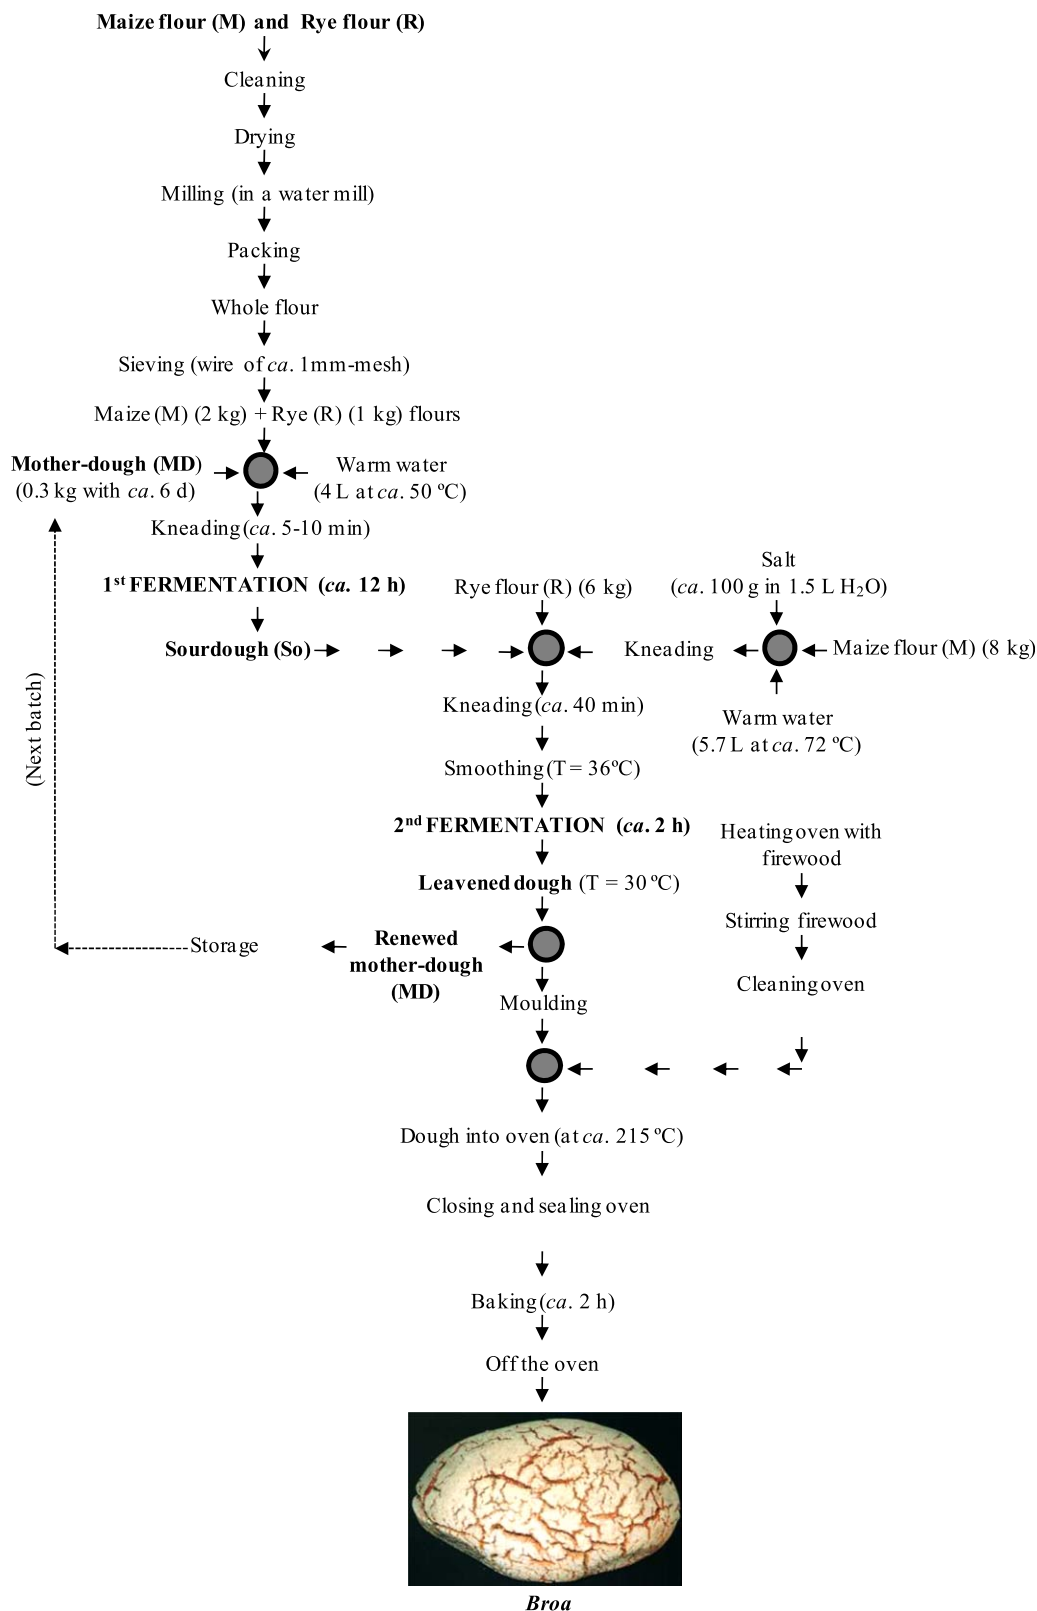 Maize flour (M) and Rye flour (R)
Cleaning
Drying
Milling (in a water mill)
Packing
Whole flour
Sieving (wire of ca. 1mm-mesh)
Maize (M) (2 kg) + Rye (R) (1 kg) flours
Mother-dough (MD)
(0.3 kg with ca. 6 d)
Warm water
(4 L at ca. 50 ºC)
Kneading (ca. 5-10 min)
1st FERMENTATION (ca. 12 h)
Sourdough (So)
Rye flour (R) (6 kg)
Salt
(ca. 100 g in 1.5 L H2O)
Kneading
Maize flour (M) (8 kg)
Warm water
(5.7 L at ca. 72 ºC)
Kneading (ca. 40 min)
Smoothing (T = 36ºC)
2nd FERMENTATION (ca. 2 h)
Leavened dough (T = 30 ºC)
Heating oven with
firewood
Stirring firewood
Cleaning oven
Renewed
mother-dough
(MD)
Storage
(Next batch)
Moulding
Dough into oven (at ca. 215 ºC)
Closing and sealing oven
Baking (ca. 2 h)
Off the oven
Broa